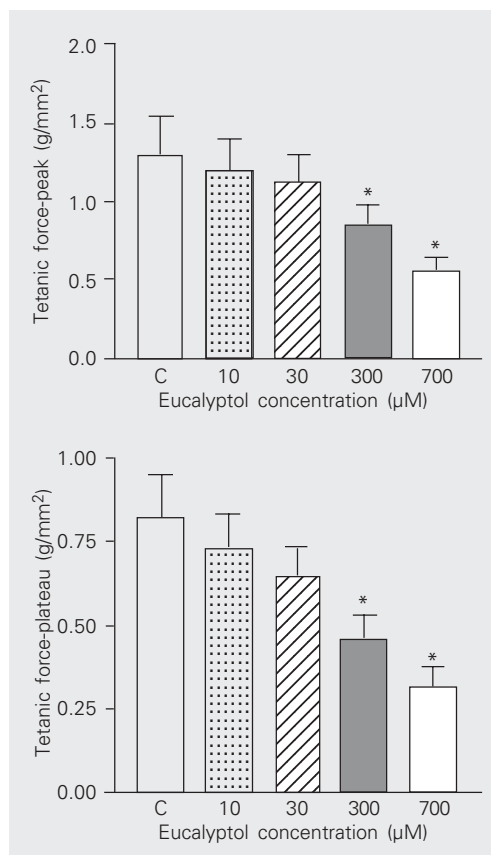 Tetanic force-peak (g/mm²)
2.0
1.5
1.0
0.5
0.0
*
*
C 10 30 300 700
Eucalyptol concentration (µM)
Tetanic force-plateau (g/mm²)
1.00
0.75
0.50
0.25
0.00
*
*
C 10 30 300 700
Eucalyptol concentration (µM)